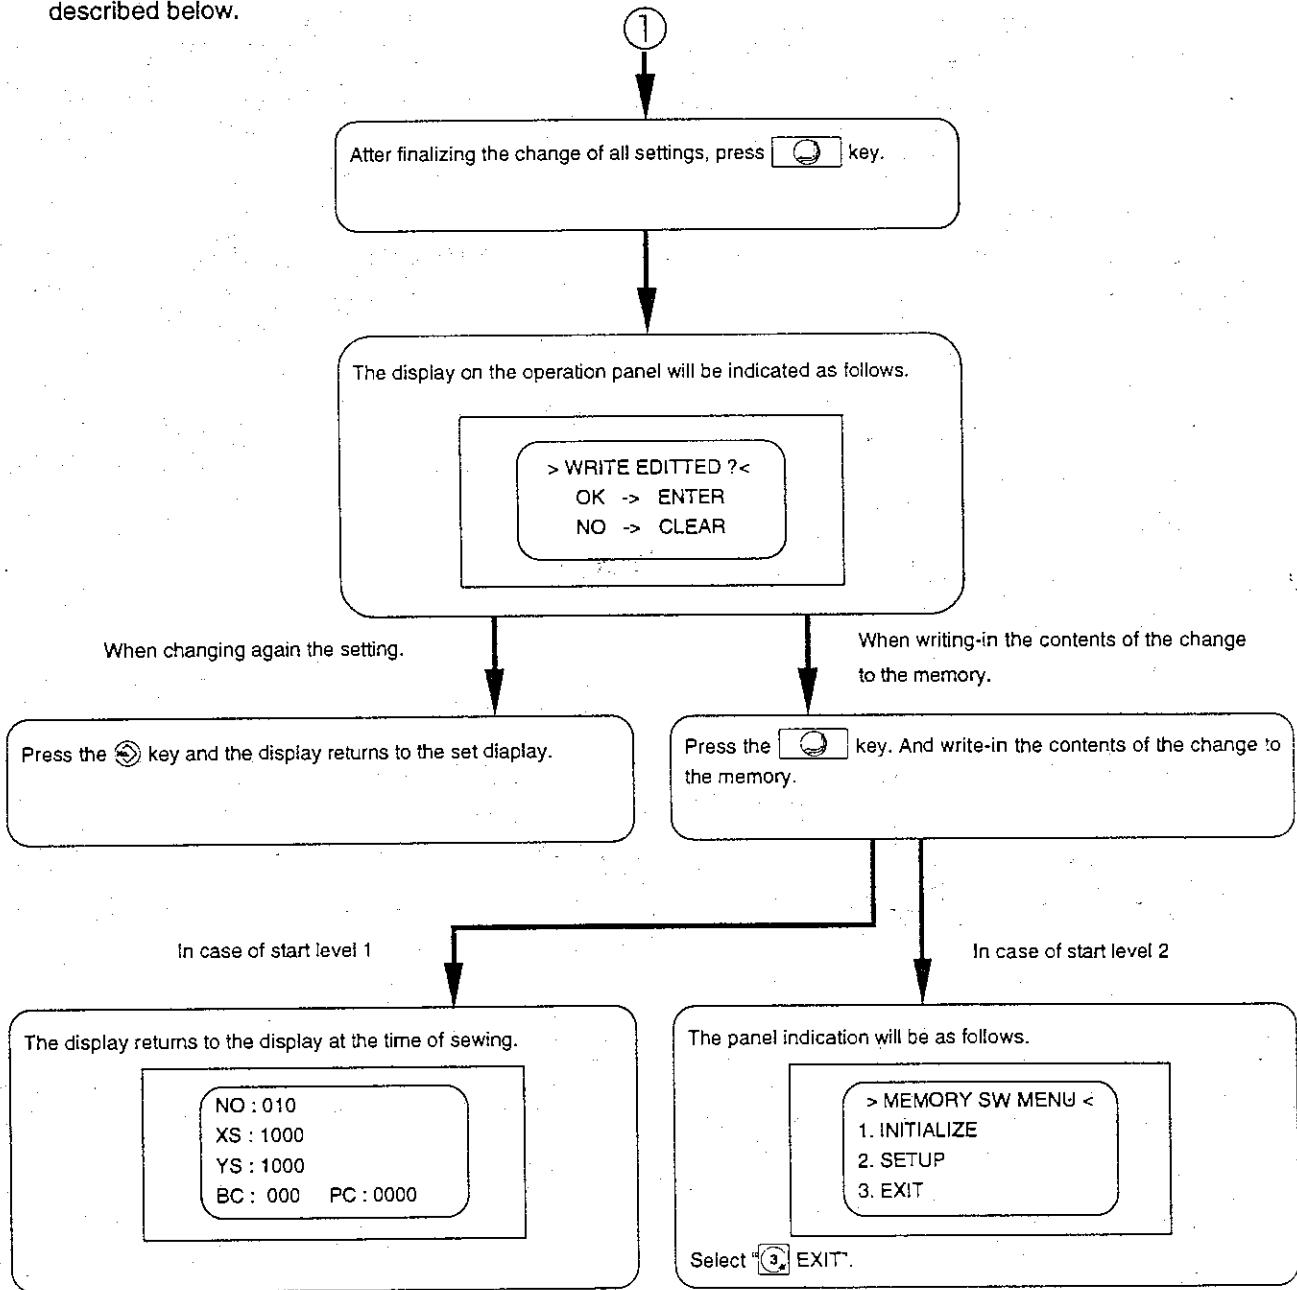 described below.
1
After finalizing the change of all settings, press key.
The display on the operation panel will be indicated as follows.
> WRITE EDITTED ?<
OK -> ENTER
NO -> CLEAR
When changing again the setting.
When writing-in the contents of the change
to the memory.
Press the key and the display returns to the set diaplay.
Press the key. And write-in the contents of the change to
the memory.
In case of start level 1
In case of start level 2
The display returns to the display at the time of sewing.
NO : 010
XS : 1000
YS : 1000
BC : 000 PC : 0000
The panel indication will be as follows.
> MEMORY SW MENU <
1. INITIALIZE
2. SETUP
3. EXIT
Select "3 EXIT".